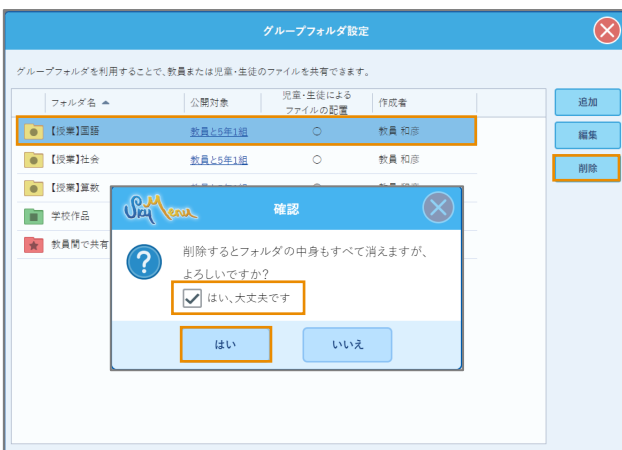 グループフォルダ設定
グループフォルダを利用することで、教員または児童・生徒のファイルを共有できます。
フォルダ名 公開対象 児童・生徒による 作成者
ファイルの配置
追加
【授業】国語 教員と5年1組 ○ 教員 和彦
編集
【授業】社会 教員と5年1組 ○ 教員 和彦
削除
【授業】算数
学校作品
教員間で共有
SkyMenu 確認
削除するとフォルダの中身もすべて消えますが、
よろしいですか?
はい、大丈夫です
はい いいえ